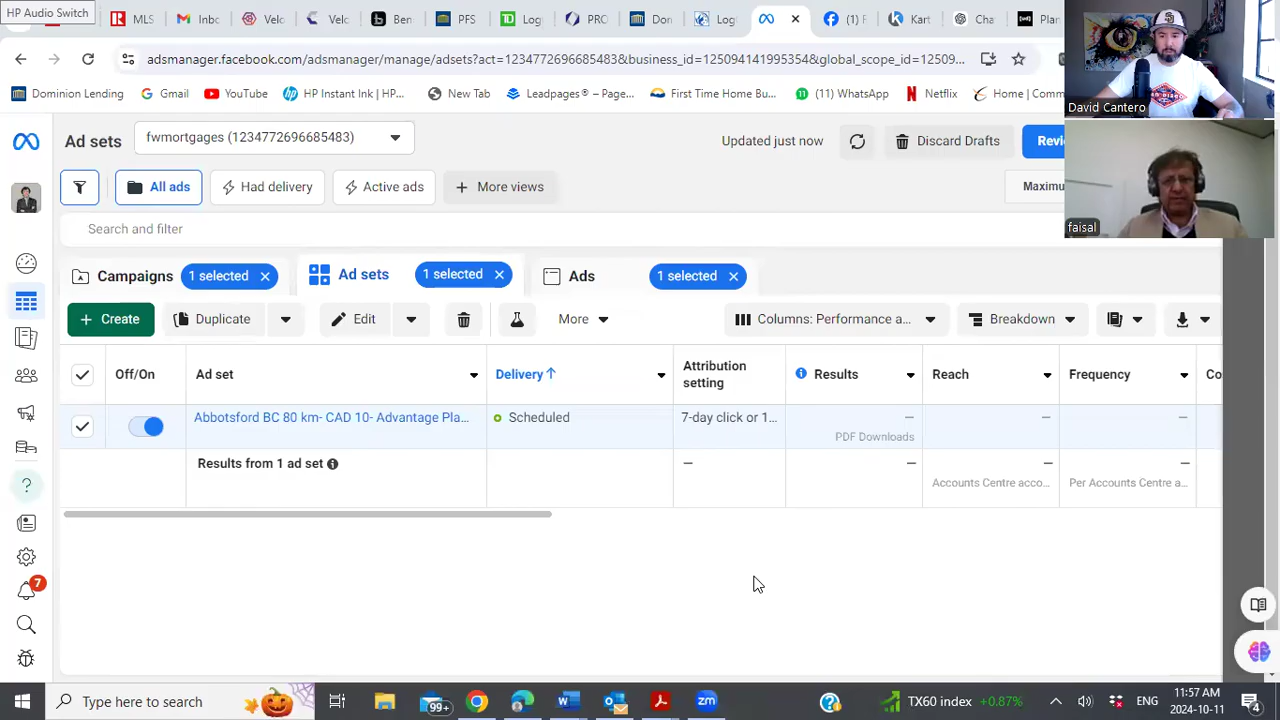 HP Audio Switch
MLS
Inbo
Velo
Velo
Ben
PFS
Log
PRO
Don
Log
(1) F
Kart
Cha
Plan
adsmanager.facebook.com/adsmanager/manage/adsets?act=1234772696685483&business_id=125094141995354&global_scope_id=12509...
Dominion Lending
Gmail
YouTube
HP Instant Ink | HP...
New Tab
Leadpages® – Page...
First Time Home Bu...
(11) WhatsApp
Netflix
Home | Comm
David Cantero
faisal
Ad sets
fwmortgages (1234772696685483)
Updated just now
Discard Drafts
Revi
All ads
Had delivery
Active ads
More views
Maximu
Search and filter
Campaigns
1 selected
Ad sets
1 selected
Ads
1 selected
Create
Duplicate
Edit
More
Columns: Performance a...
Breakdown
Off/On
Ad set
Delivery ↑
Attribution
setting
Results
Reach
Frequency
Co
Abbotsford BC 80 km- CAD 10- Advantage Pla...
Scheduled
7-day click or 1...
—
PDF Downloads
—
—
Results from 1 ad set
—
—
—
Accounts Centre acco...
—
Per Accounts Centre a...
7
Type here to search
99+
zm
TX60 index
+0.87%
ENG
11:57 AM
2024-10-11
4